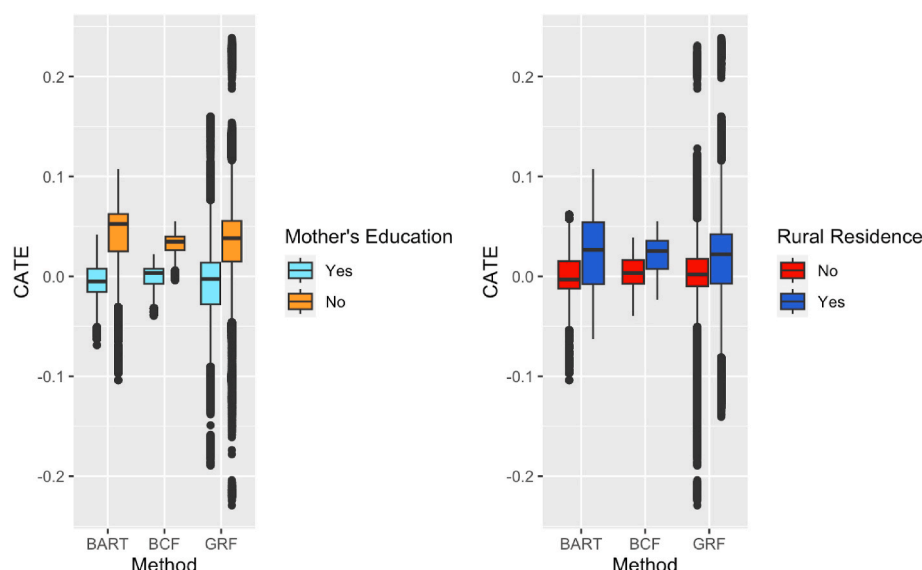 0.2
0.1
0.0
-0.1
-0.2
CATE
BART BCF GRF
Method
Mother's Education
Yes
No
0.2
0.1
0.0
-0.1
-0.2
CATE
BART BCF GRF
Method
Rural Residence
No
Yes